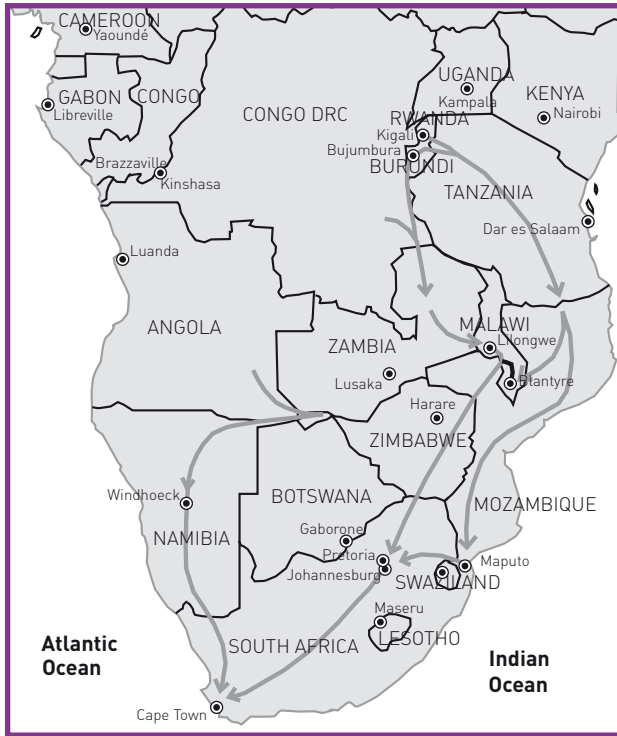 CAMEROON
Yaoundé
UGANDA
Kampala
GABON
CONGO
KENYA
Libreville
CONGO DRC
Nairobi
RWANDA
Kigali
Bujumbura
BURUNDI
Brazzaville
Kinshasa
TANZANIA
Dar es Salaam
Luanda
ANGOLA
MALAWI
Lilongwe
ZAMBIA
Lusaka
Blantyre
Harare
ZIMBABWE
Windhoeck
BOTSWANA
MOZAMBIQUE
Gaborone
NAMIBIA
Pretoria
Johannesburg
Maputo
SWAZILAND
Maseru
LESOTHO
SOUTH AFRICA
Atlantic
Ocean
Indian
Ocean
Cape Town